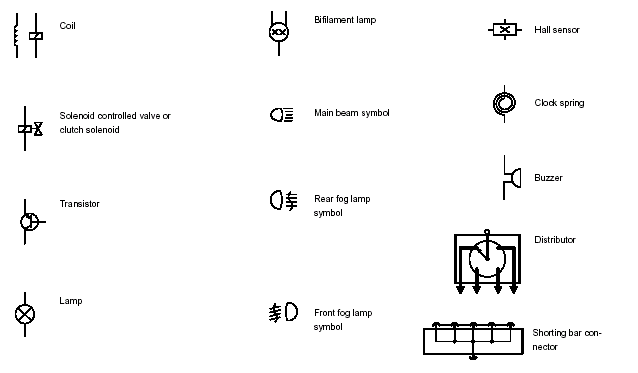 Coil
Solenoid controlled valve or
clutch solenoid
Transistor
Lamp
Bifilament lamp
Main beam symbol
Rear fog lamp
symbol
Front fog lamp
symbol
Hall sensor
Clock spring
Buzzer
Distributor
Shorting bar con-
nector